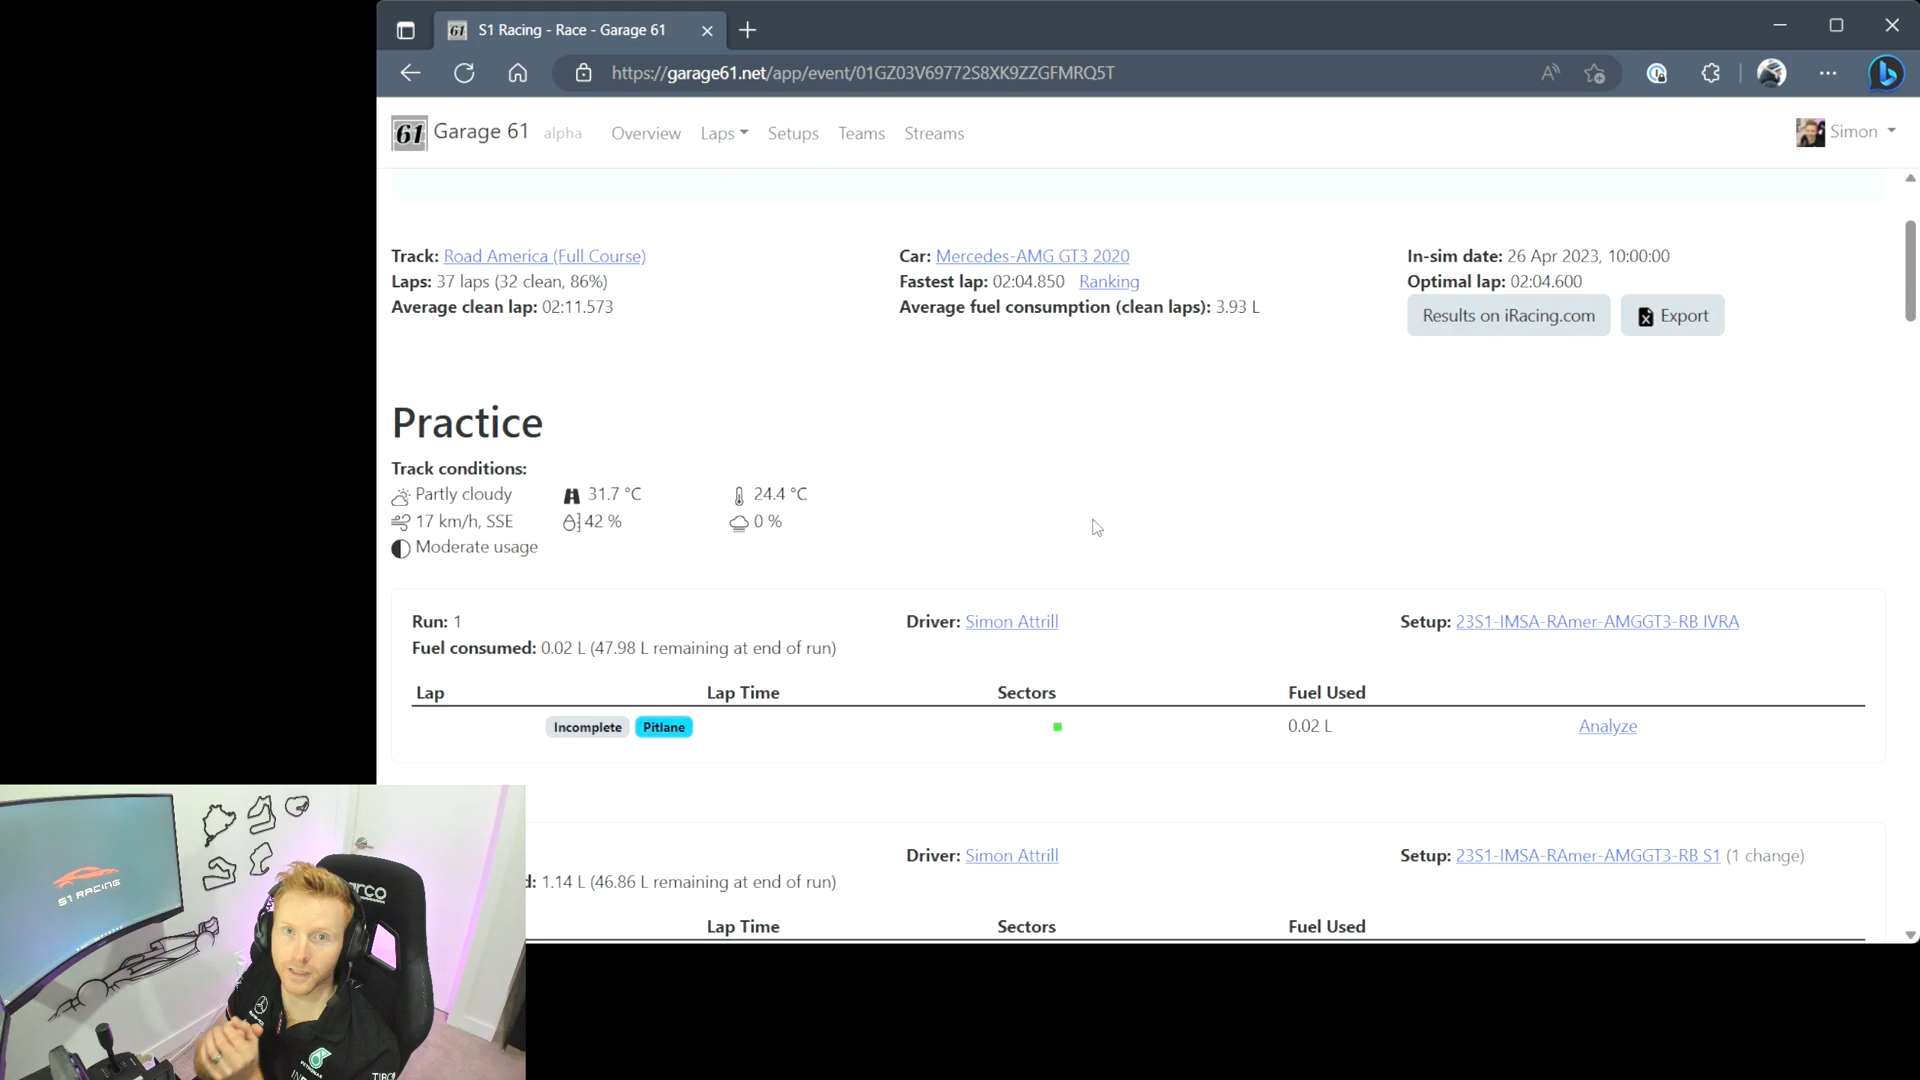 S1 Racing - Race - Garage 61
https://garage61.net/app/event/01GZ03V69772S8XK9ZZGFMRQ5T
61 Garage 61 alpha Overview Laps Setups Teams Streams Simon
Track: Road America (Full Course) Car: Mercedes-AMG GT3 2020 In-sim date: 26 Apr 2023, 10:00:00
Laps: 37 laps (32 clean, 86%) Fastest lap: 02:04.850 Ranking Optimal lap: 02:04.600
Average clean lap: 02:11.573 Average fuel consumption (clean laps): 3.93 L Results on iRacing.com Export
Practice
Track conditions:
Partly cloudy 31.7 °C 24.4 °C
17 km/h, SSE 42 % 0 %
Moderate usage
Run: 1 Driver: Simon Attrill Setup: 23S1-IMSA-RAmer-AMGGT3-RB IVRA
Fuel consumed: 0.02 L (47.98 L remaining at end of run)
Lap Lap Time Sectors Fuel Used
Incomplete Pitlane 0.02 L Analyze
Driver: Simon Attrill Setup: 23S1-IMSA-RAmer-AMGGT3-RB S1 (1 change)
d: 1.14 L (46.86 L remaining at end of run)
Lap Time Sectors Fuel Used
S1 RACING
arco
PETRONAS